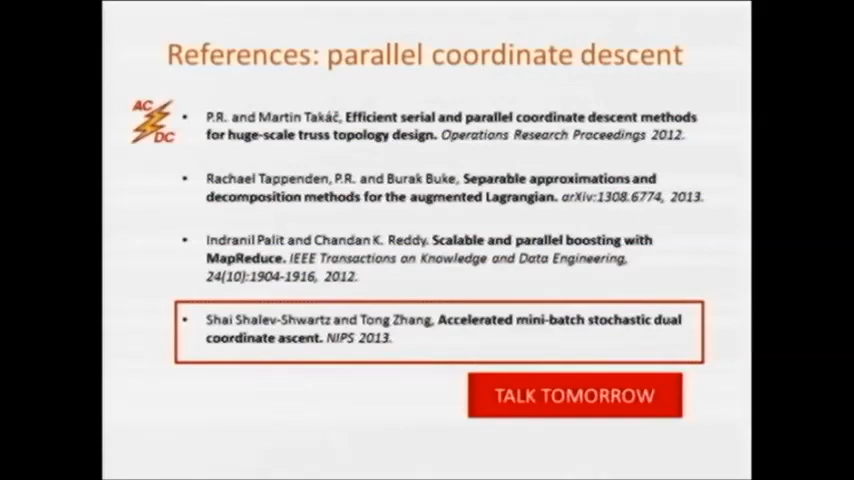 References: parallel coordinate descent
AC
DC
• P.R. and Martin Takáč, Efficient serial and parallel coordinate descent methods
for huge-scale truss topology design. Operations Research Proceedings 2012.
• Rachael Tappenden, P.R. and Burak Buke, Separable approximations and
decomposition methods for the augmented Lagrangian. arXiv:1308.6774, 2013.
• Indranil Palit and Chandan K. Reddy. Scalable and parallel boosting with
MapReduce. IEEE Transactions on Knowledge and Data Engineering,
24(10):1904-1916, 2012.
• Shai Shalev-Shwartz and Tong Zhang, Accelerated mini-batch stochastic dual
coordinate ascent. NIPS 2013.
TALK TOMORROW